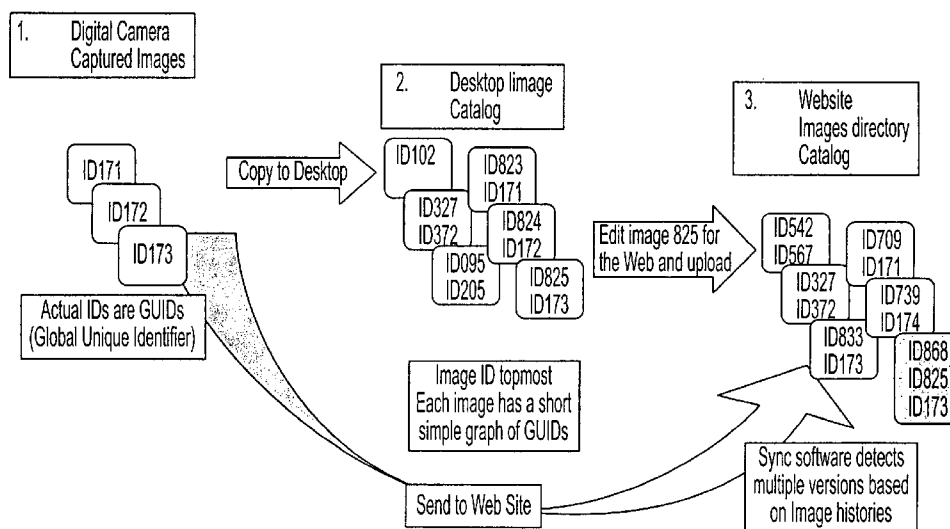 1. Digital Camera
Captured Images
2. Desktop Iimage
Catalog
3. Website
Images directory
Catalog
ID171
ID172
ID173
Copy to Desktop
ID102
ID823
ID171
ID327
ID372
ID824
ID172
ID095
ID205
ID825
ID173
Edit image 825 for
the Web and upload
ID542
ID567
ID709
ID171
ID327
ID372
ID739
ID174
ID833
ID173
ID868
ID825
ID173
Actual IDs are GUIDs
(Global Unique Identifier)
Image ID topmost
Each image has a short
simple graph of GUIDs
Send to Web Site
Sync software detects
multiple versions based
on Image histories